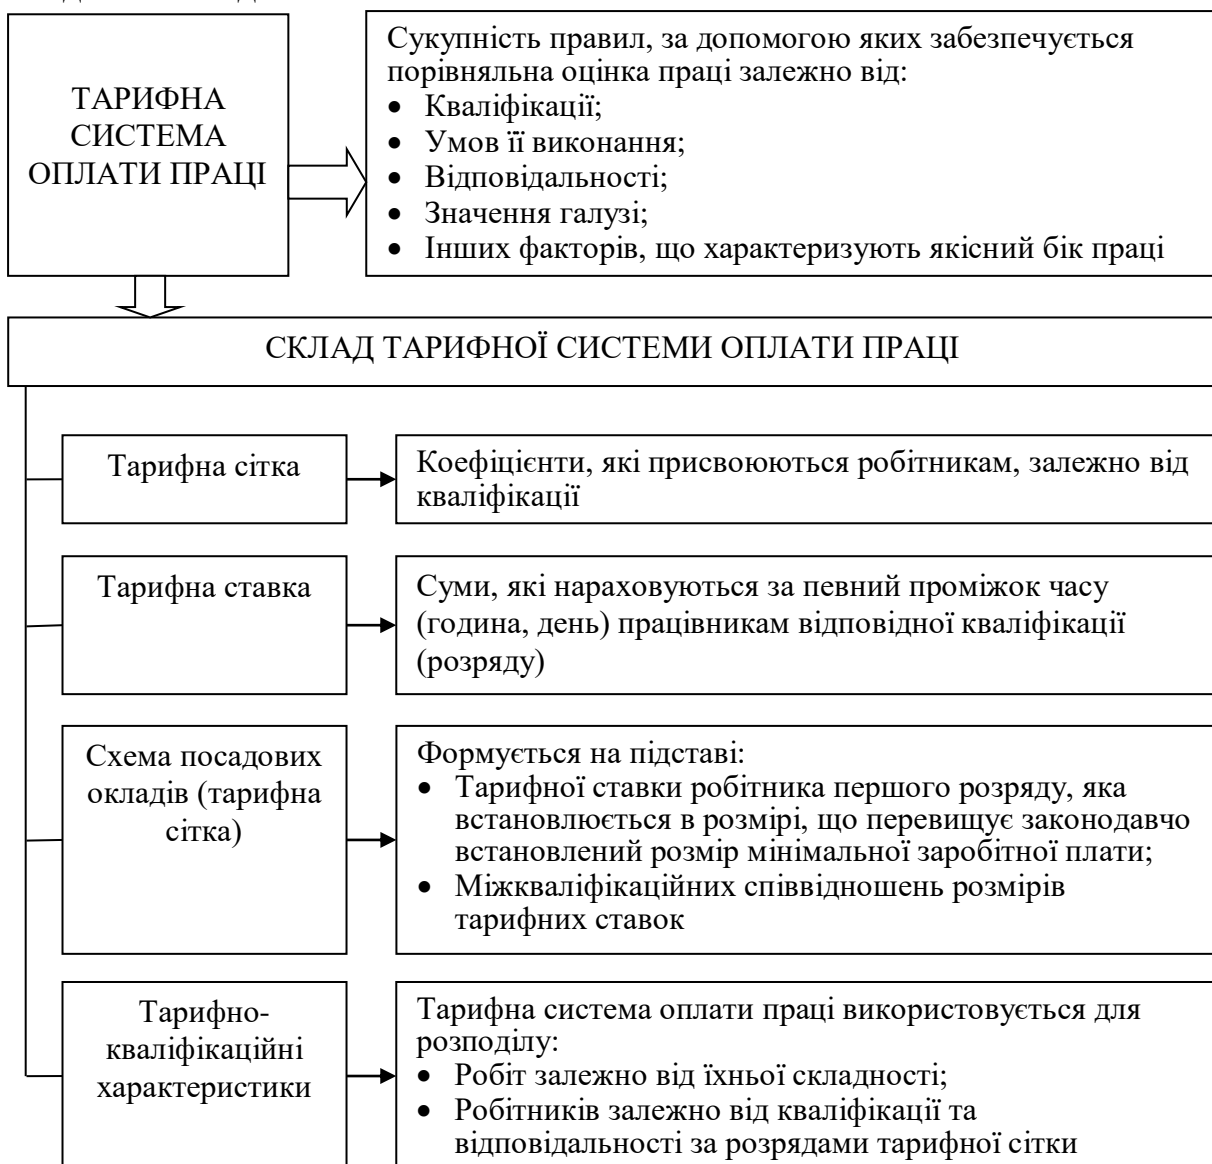 ТАРИФНА
СИСТЕМА
ОПЛАТИ ПРАЦІ
Сукупність правил, за допомогою яких забезпечується
порівняльна оцінка праці залежно від:
• Кваліфікації;
• Умов її виконання;
• Відповідальності;
• Значення галузі;
• Інших факторів, що характеризують якісний бік праці
СКЛАД ТАРИФНОЇ СИСТЕМИ ОПЛАТИ ПРАЦІ
Тарифна сітка
Коефіцієнти, які присвоюються робітникам, залежно від
кваліфікації
Тарифна ставка
Суми, які нараховуються за певний проміжок часу
(година, день) працівникам відповідної кваліфікації
(розряду)
Схема посадових
окладів (тарифна
сітка)
Формується на підставі:
• Тарифної ставки робітника першого розряду, яка
встановлюється в розмірі, що перевищує законодавчо
встановлений розмір мінімальної заробітної плати;
• Міжкваліфікаційних співвідношень розмірів
тарифних ставок
Тарифно-
кваліфікаційні
характеристики
Тарифна система оплати праці використовується для
розподілу:
• Робіт залежно від їхньої складності;
• Робітників залежно від кваліфікації та
відповідальності за розрядами тарифної сітки